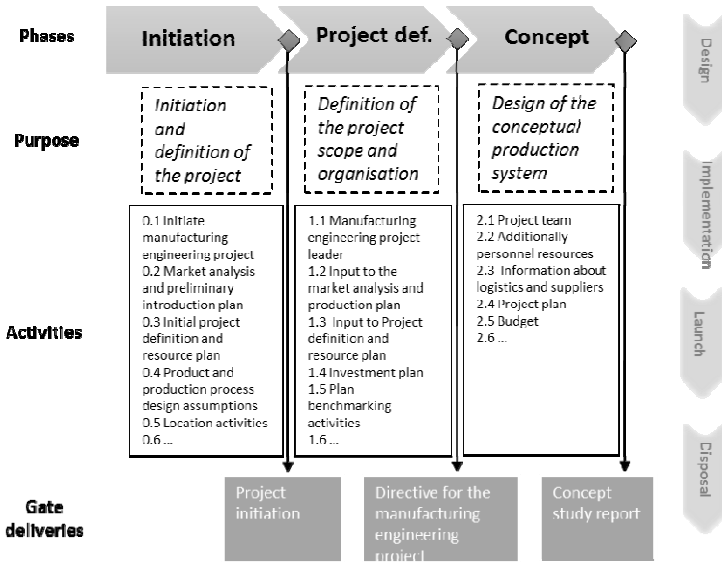 Phases
Initiation
Project def.
Concept
Purpose
Initiation
and
definition of
the project
Definition of
the project
scope and
organisation
Design of the
conceptual
production
system
Activities
0.1 Initiate
manufacturing
engineering project
0.2 Market analysis
and preliminary
introduction plan
0.3 Initial project
definition and
resource plan
0.4 Product and
production process
design assumptions
0.5 Location activities
0.6 ...
1.1 Manufacturing
engineering project
leader
1.2 Input to the
market analysis and
production plan
1.3 Input to Project
definition and
resource plan
1.4 Investment plan
1.5 Plan
benchmarking
activities
1.6 ...
2.1 Project team
2.2 Additionally
personnel resources
2.3 Information about
logistics and suppliers
2.4 Project plan
2.5 Budget
2.6 ...
Gate
deliveries
Project
initiation
Directive for the
manufacturing
engineering
project
Concept
study report
Design
Implementation
Launch
Disposal